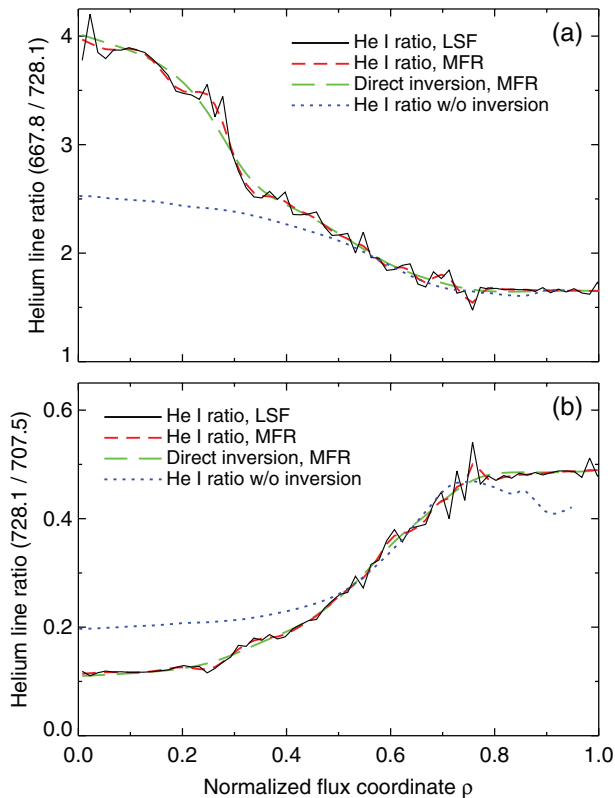 (a)
He I ratio, LSF
He I ratio, MFR
Direct inversion, MFR
He I ratio w/o inversion
Helium line ratio (667.8 / 728.1)
4
3
2
1
(b)
He I ratio, LSF
He I ratio, MFR
Direct inversion, MFR
He I ratio w/o inversion
Helium line ratio (728.1 / 707.5)
0.6
0.4
0.2
0.0
0.0 0.2 0.4 0.6 0.8 1.0
Normalized flux coordinate ρ